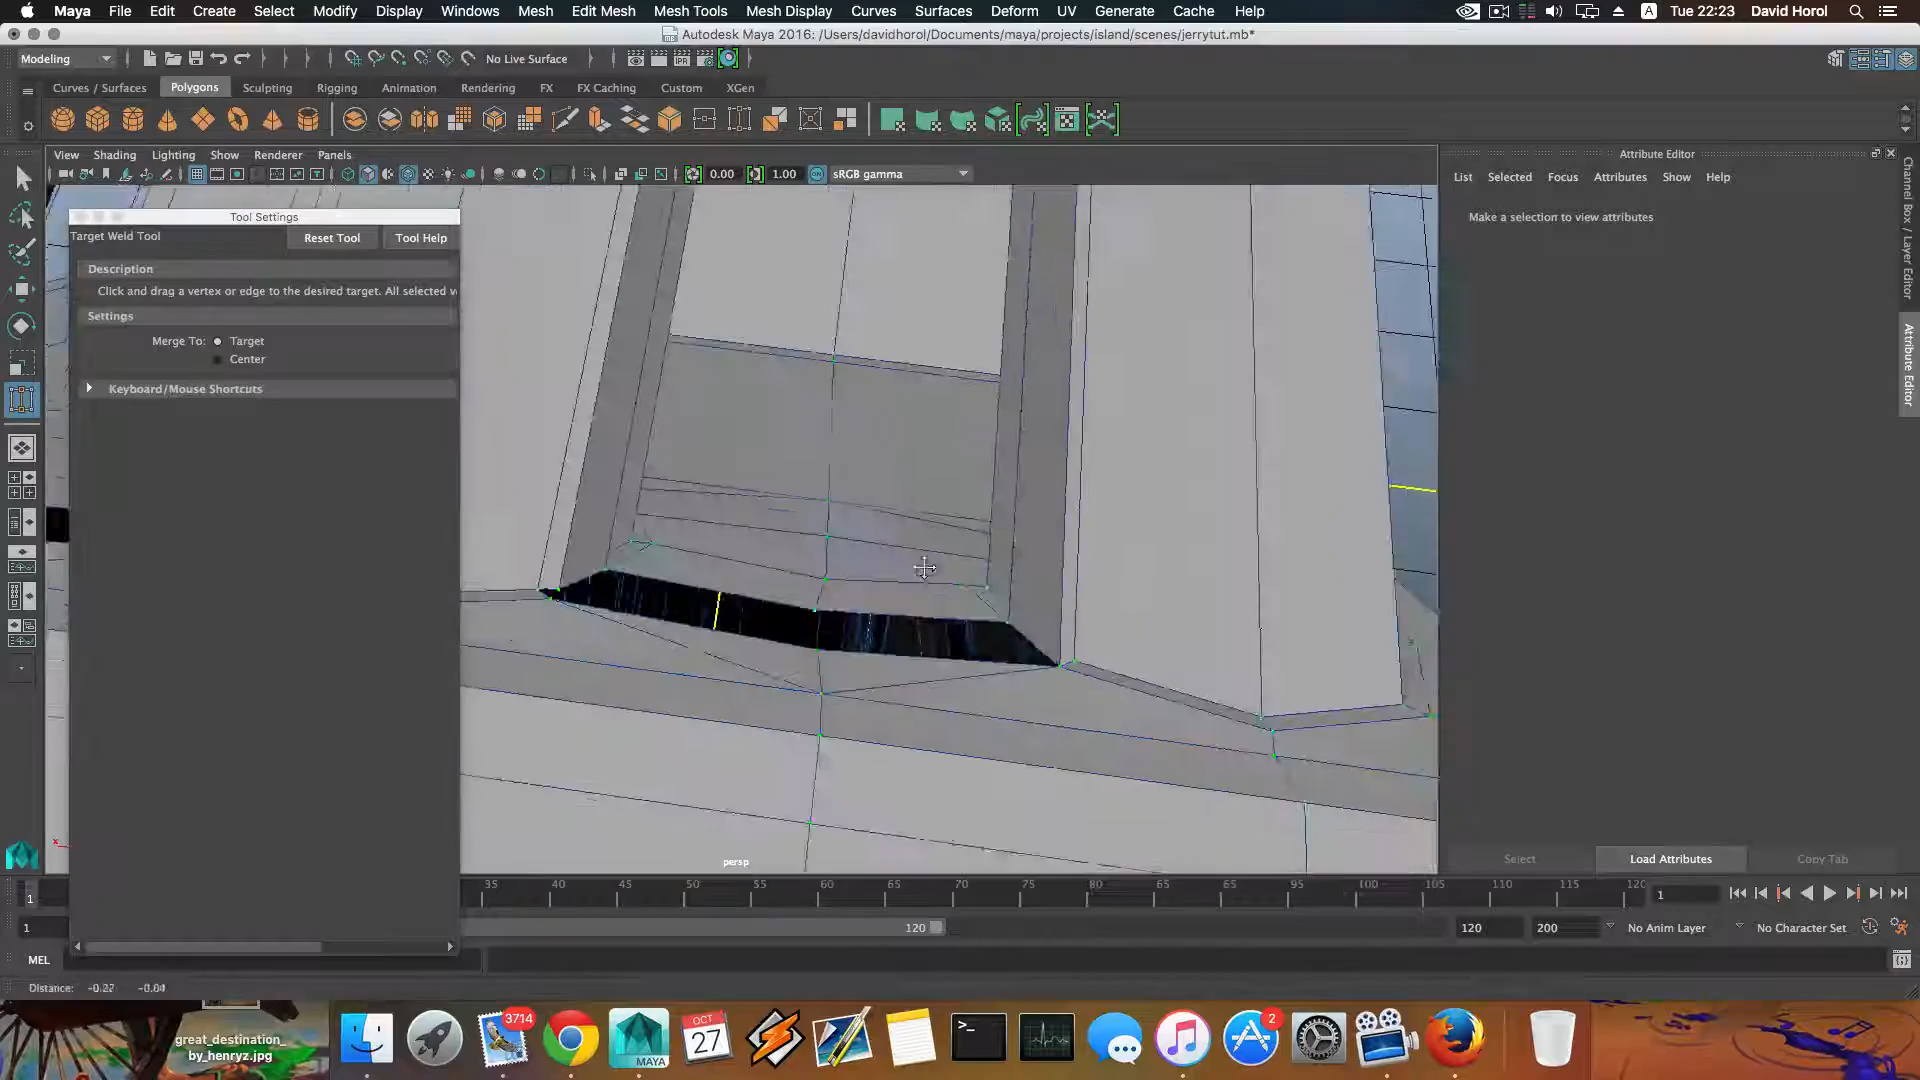 Maya File Edit Create Select Modify Display Windows Mesh Edit Mesh Mesh Tools Mesh Display Curves Surfaces Deform UV Generate Cache Help A Tue 22:23 David Horol
Autodesk Maya 2016: /Users/davidhorol/Documents/maya/projects/island/scenes/jerrytut.mb*
Modeling No Live Surface
Curves / Surfaces Polygons Sculpting Rigging Animation Rendering FX FX Caching Custom XGen
View Shading Lighting Show Renderer Panels
0.00 1.00 ON sRGB gamma
Attribute Editor
List Selected Focus Attributes Show Help
Make a selection to view attributes
Channel Box / Layer Editor
Attribute Editor
Tool Settings
Target Weld Tool Reset Tool Tool Help
Description
Click and drag a vertex or edge to the desired target. All selected v
Settings
Merge To: Target
Center
Keyboard/Mouse Shortcuts
x
persp
Select Load Attributes Copy Tab
1 35 40 45 50 55 60 65 70 75 80 85 90 95 100 105 110 115 120 1
1 120 120 200 No Anim Layer No Character Set
MEL
Distance: -0.22 -0.04
great_destination_
by_henryz.jpg
3714
MAYA
OCT
27
2